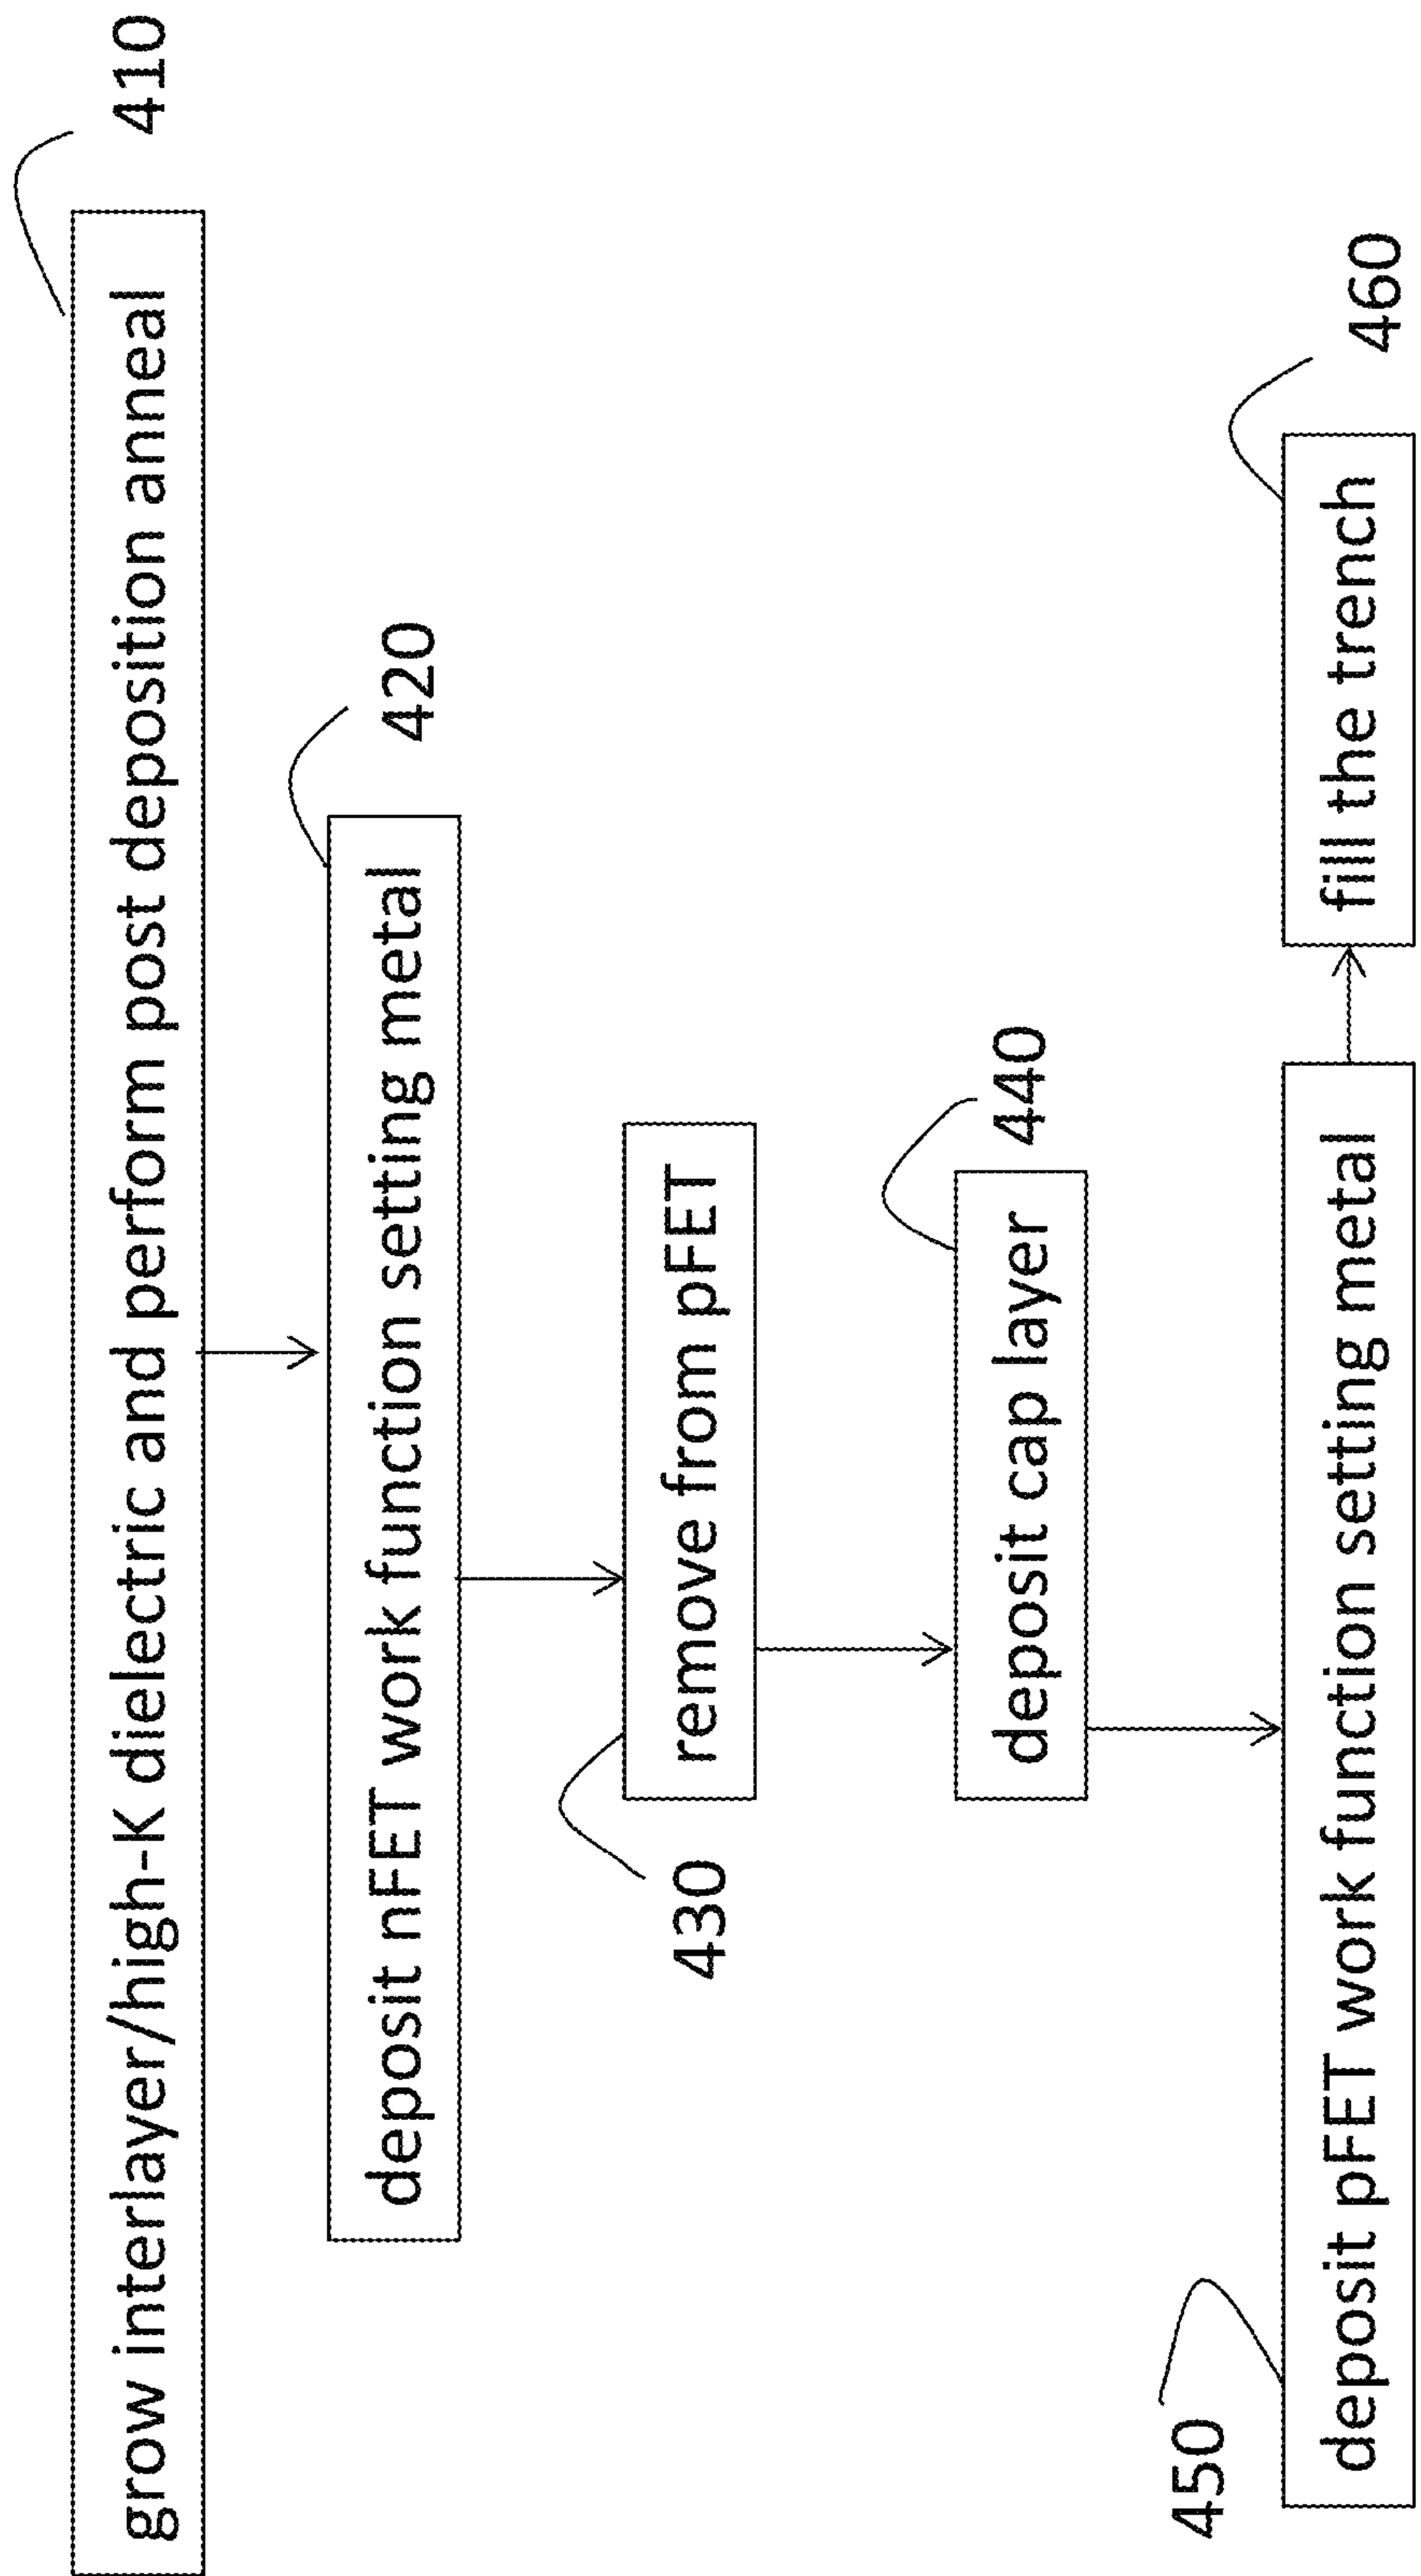 grow interlayer/high-K dielectric and perform post deposition anneal
410
deposit nFET work function setting metal
420
remove from pFET
430
deposit cap layer
440
deposit pFET work function setting metal
450
fill the trench
460